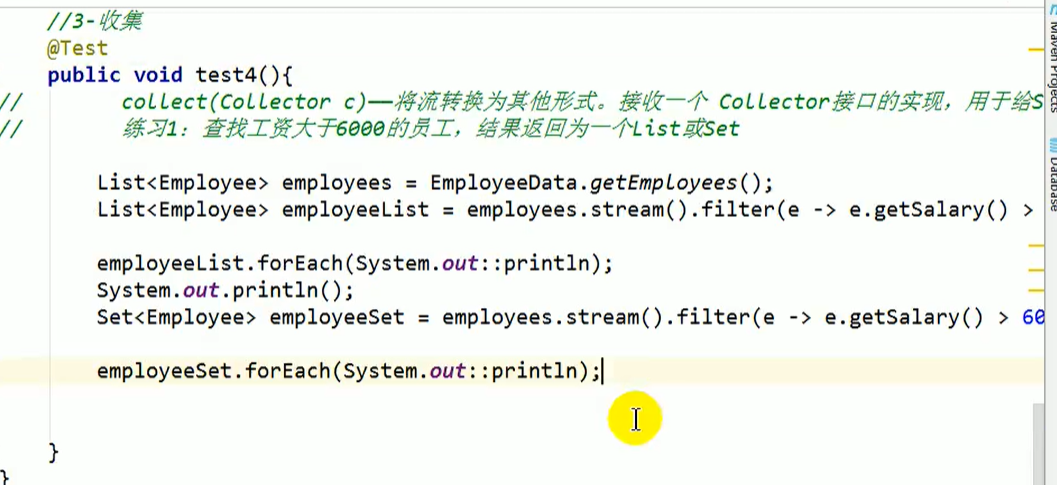 //3-收集
@Test
public void test4(){
// collect(Collector c)——将流转换为其他形式。接收一个 Collector接口的实现，用于给S
// 练习1：查找工资大于6000的员工，结果返回为一个List或Set
List<Employee> employees = EmployeeData.getEmployees();
List<Employee> employeeList = employees.stream().filter(e -> e.getSalary() >
employeeList.forEach(System.out::println);
System.out.println();
Set<Employee> employeeSet = employees.stream().filter(e -> e.getSalary() > 60
employeeSet.forEach(System.out::println);
}
}
Maven Projects
Database